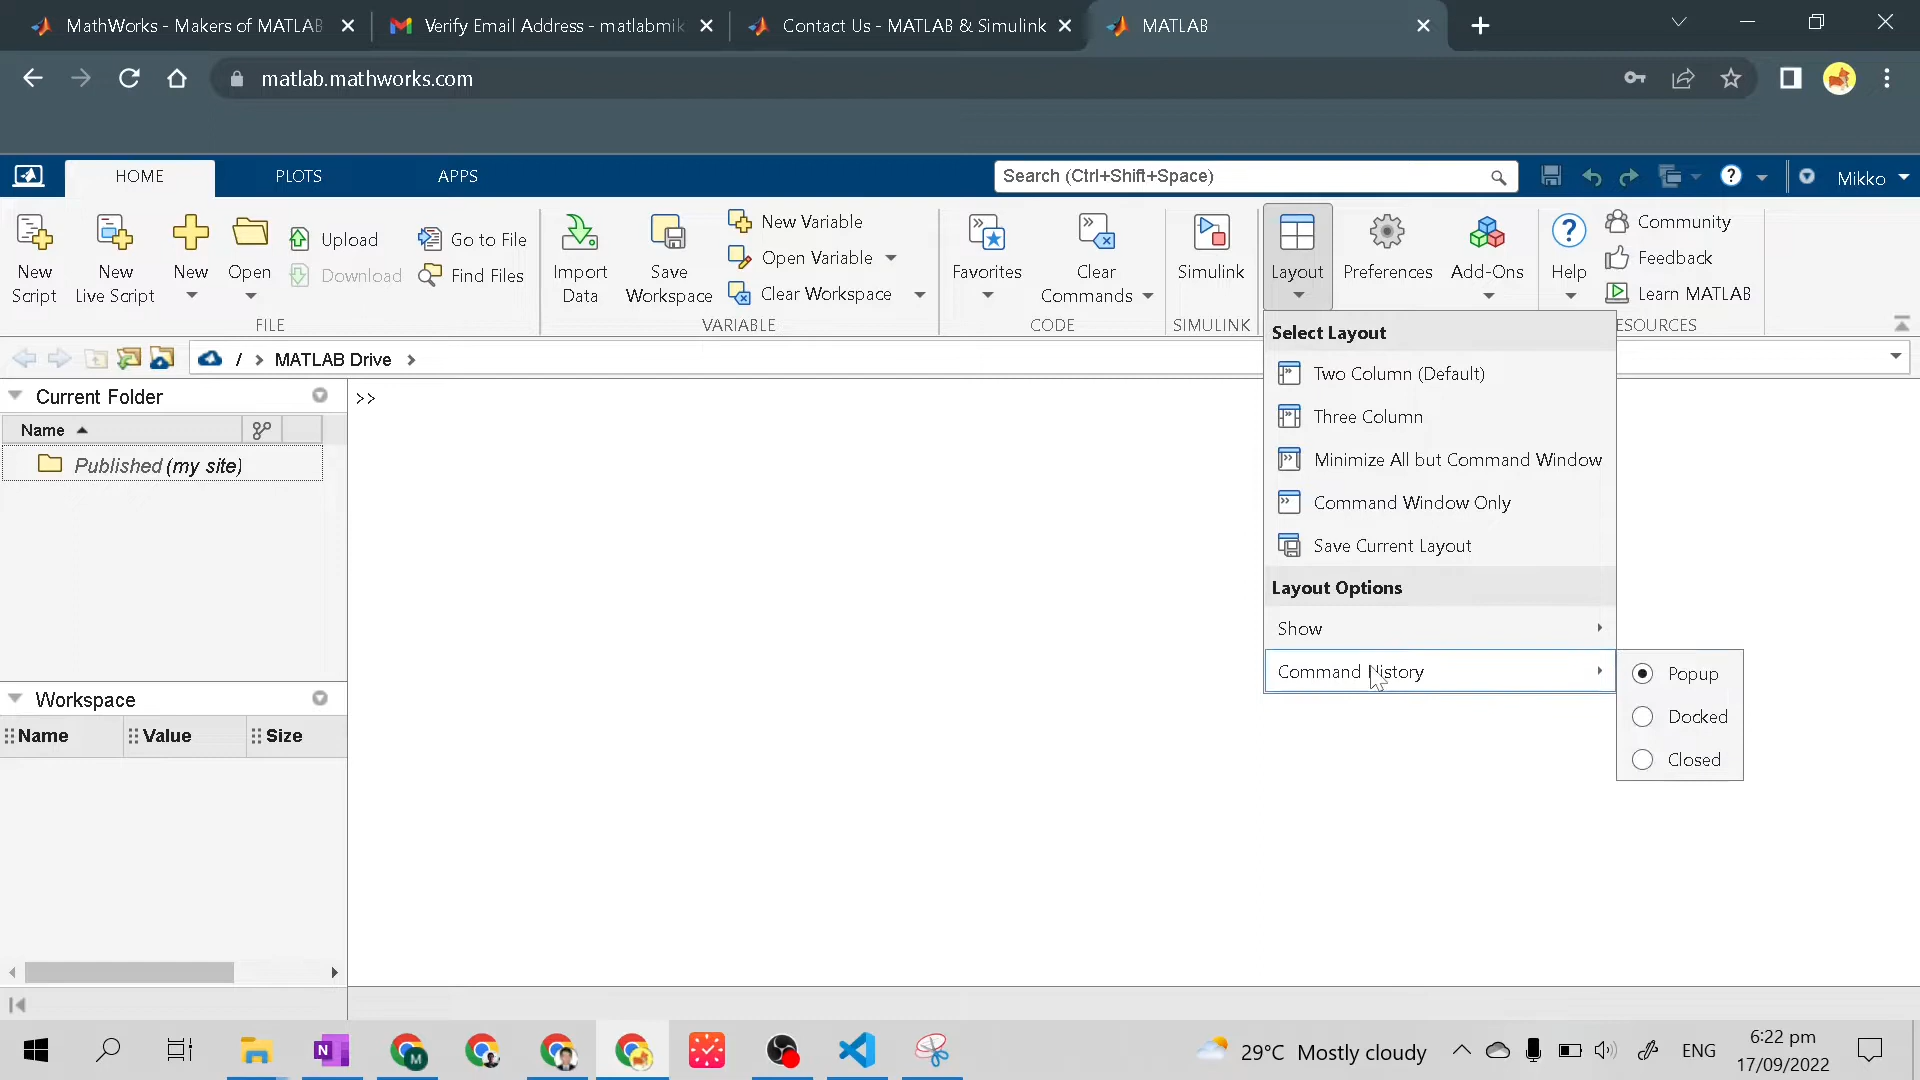 MathWorks - Makers of MATLAB
Verify Email Address - matlabmik
Contact Us - MATLAB & Simulink
MATLAB
matlab.mathworks.com
HOME
PLOTS
APPS
Search (Ctrl+Shift+Space)
Mikko
New Script
New Live Script
New
Open
Upload
Download
Go to File
Find Files
FILE
Import Data
Save Workspace
New Variable
Open Variable
Clear Workspace
VARIABLE
Favorites
Clear Commands
CODE
Simulink
SIMULINK
Layout
Preferences
Add-Ons
Help
Community
Feedback
Learn MATLAB
ESOURCES
/ > MATLAB Drive >
Current Folder
Name
Published (my site)
>>
Select Layout
Two Column (Default)
Three Column
Minimize All but Command Window
Command Window Only
Save Current Layout
Layout Options
Show
Command History
Popup
Docked
Closed
Workspace
Name
Value
Size
29°C Mostly cloudy
ENG
6:22 pm
17/09/2022